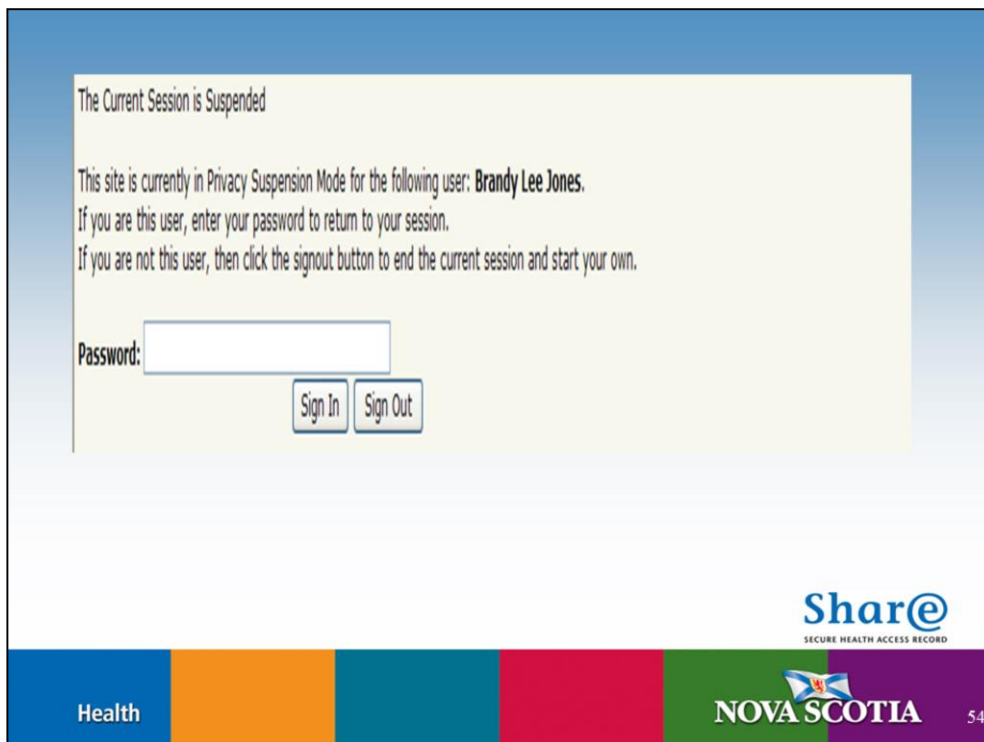 The Current Session is Suspended
This site is currently in Privacy Suspension Mode for the following user: Brandy Lee Jones.
If you are this user, enter your password to return to your session.
If you are not this user, then click the signout button to end the current session and start your own.
Password:
Sign In Sign Out
Shar@
SECURE HEALTH ACCESS RECORD
Health
NOVA SCOTIA
54